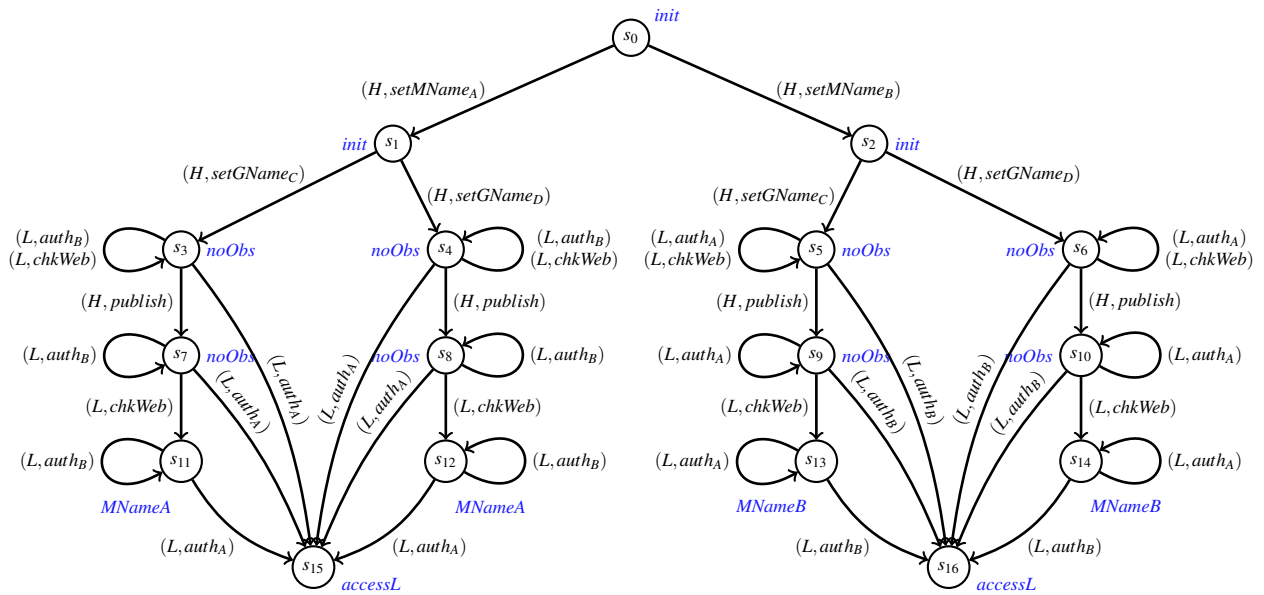 init
s0
(H, setMNameA)
(H, setMNameB)
init
s1
s2
init
(H, setGNameC)
(H, setGNameD)
(H, setGNameC)
(H, setGNameD)
(L, authB)
(L, chkWeb)
s3
noObs
noObs
s4
(L, authB)
(L, chkWeb)
(L, authA)
(L, chkWeb)
s5
noObs
noObs
s6
(L, authA)
(L, chkWeb)
(H, publish)
(H, publish)
(H, publish)
(H, publish)
(L, authB)
s7
noObs
noObs
s8
(L, authB)
(L, authA)
s9
noObs
noObs
s10
(L, authA)
(L, authA)
(L, authA)
(L, authA)
(L, authA)
(L, authB)
(L, authB)
(L, authB)
(L, authB)
(L, chkWeb)
(L, chkWeb)
(L, chkWeb)
(L, chkWeb)
(L, authB)
s11
s12
(L, authB)
(L, authA)
s13
s14
(L, authA)
MNameA
MNameA
MNameB
MNameB
(L, authA)
(L, authA)
(L, authB)
(L, authB)
s15
accessL
s16
accessL